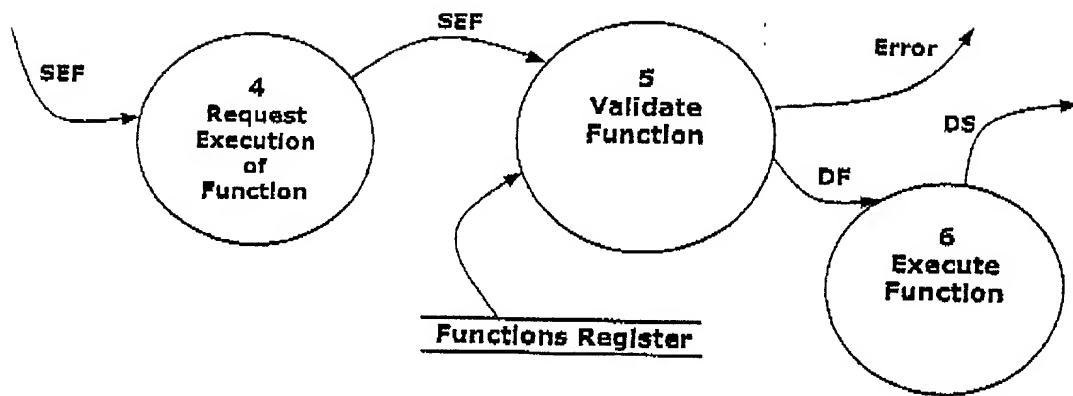 SEF
4
Request
Execution
of
Function
SEF
5
Validate
Function
Error
DS
DF
6
Execute
Function
Functions Register